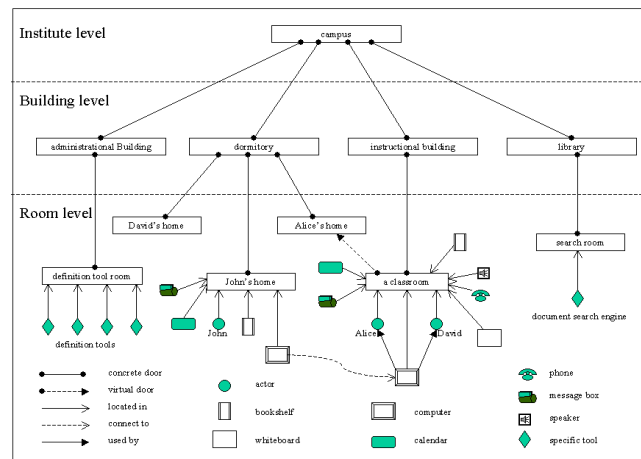 Institute level
campus
Building level
administrational Building
dormitory
instructional building
library
Room level
David's home
Alice's home
search room
definition tool room
John's home
a classroom
John
Alice
David
document search engine
definition tools
concrete door
virtual door
located in
connect to
used by
actor
bookshelf
whiteboard
computer
calendar
phone
message box
speaker
specific tool